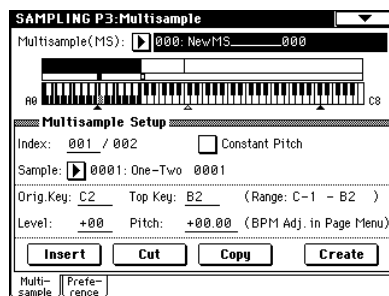 SAMPLING P3:Multisample
Multisample(MS): 000: NewMS______000
A0 C8
Multisample Setup
Index: 001 / 002 Constant Pitch
Sample: 0001: One-Two 0001
Orig.Key: C2 Top Key: B2 (Range: C-1 - B2 )
Level: +00 Pitch: +00.00 (BPM Adj. in Page Menu)
Insert Cut Copy Create
Multi-sample Prefe-rence